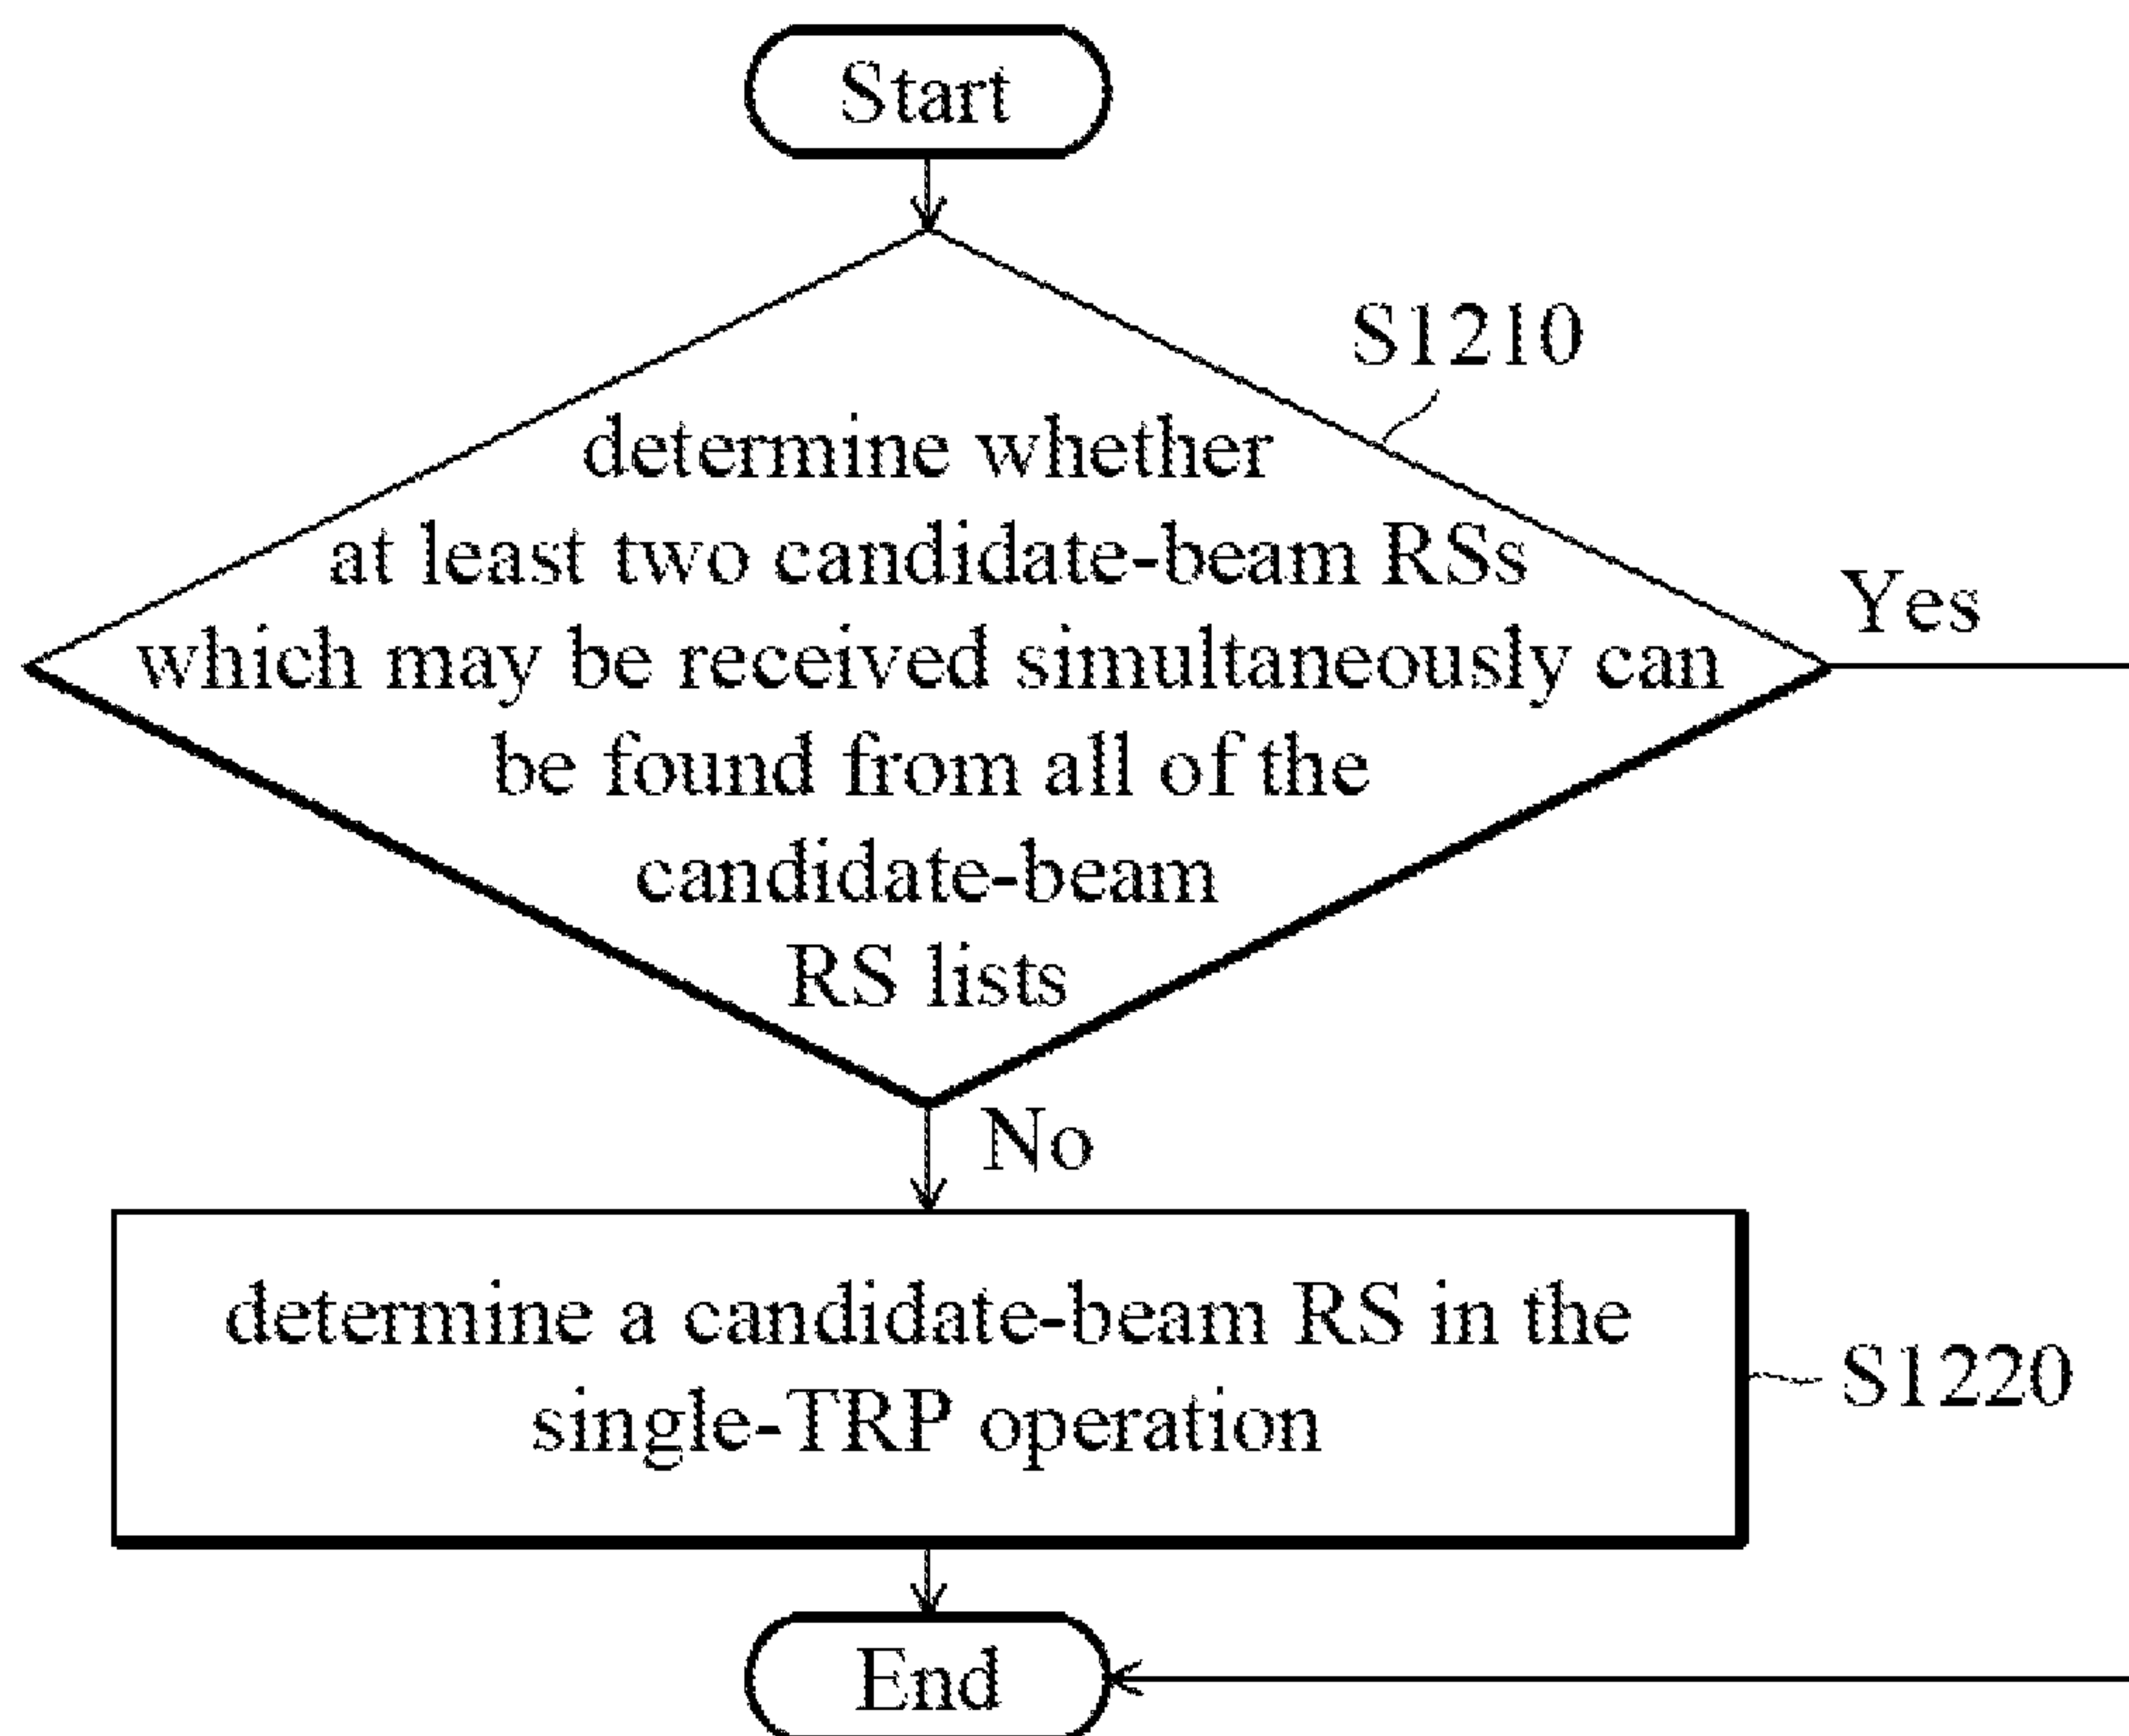 Start
S1210
determine whether
at least two candidate-beam RSs
which may be received simultaneously can
be found from all of the
candidate-beam
RS lists
Yes
No
determine a candidate-beam RS in the
single-TRP operation
S1220
End